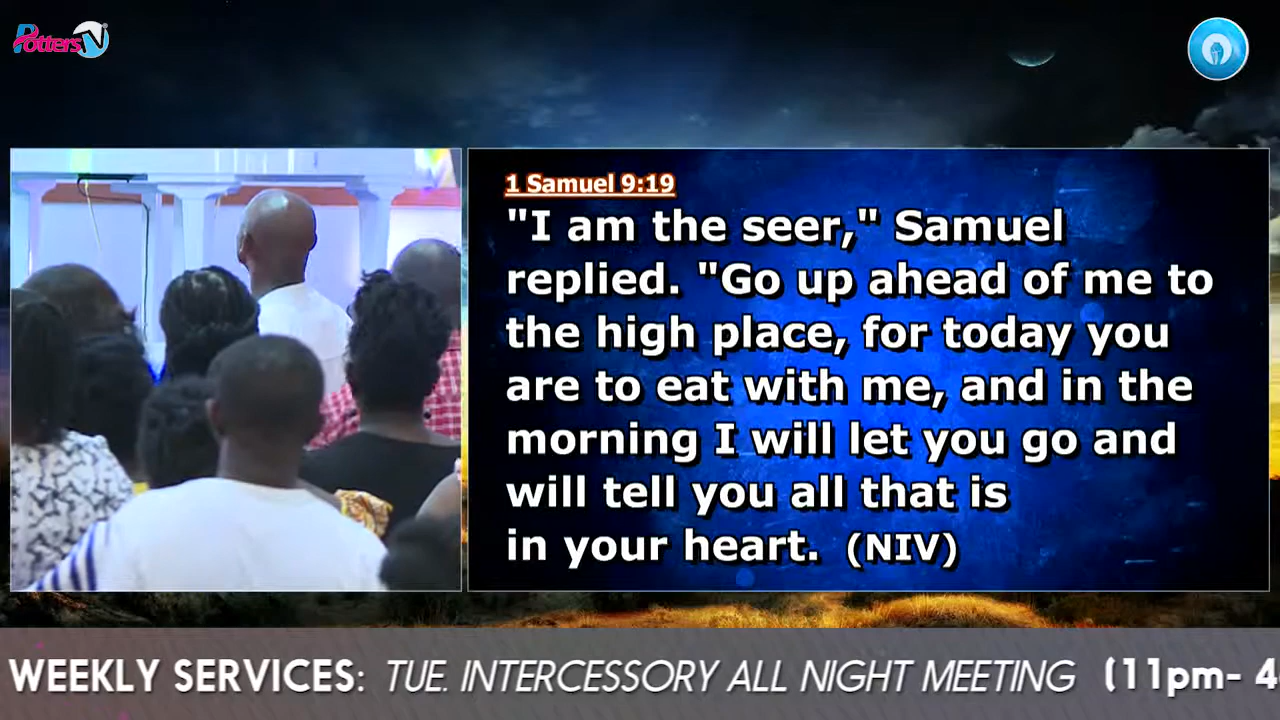 PottersTV
1 Samuel 9:19
"I am the seer," Samuel
replied. "Go up ahead of me to
the high place, for today you
are to eat with me, and in the
morning I will let you go and
will tell you all that is
in your heart. (NIV)
WEEKLY SERVICES: TUE. INTERCESSORY ALL NIGHT MEETING (11pm- 4